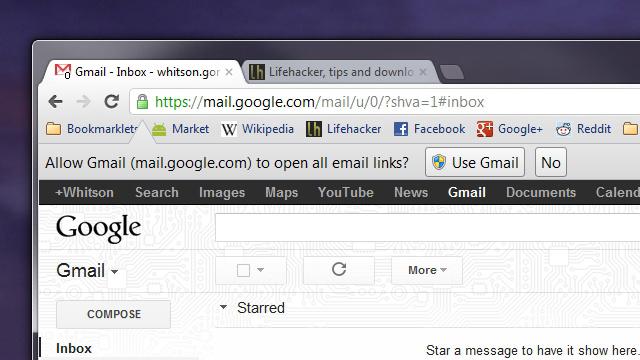 Gmail - Inbox - whitson.gor
Lifehacker, tips and downlo
https://mail.google.com/mail/u/0/?shva=1#inbox
Bookmarklets Market W Wikipedia lh Lifehacker Facebook Google+ Reddit
Allow Gmail (mail.google.com) to open all email links? Use Gmail No
+Whitson Search Images Maps YouTube News Gmail Documents Calend
Google
Gmail
More
COMPOSE
Starred
Inbox
Star a message to have it show here